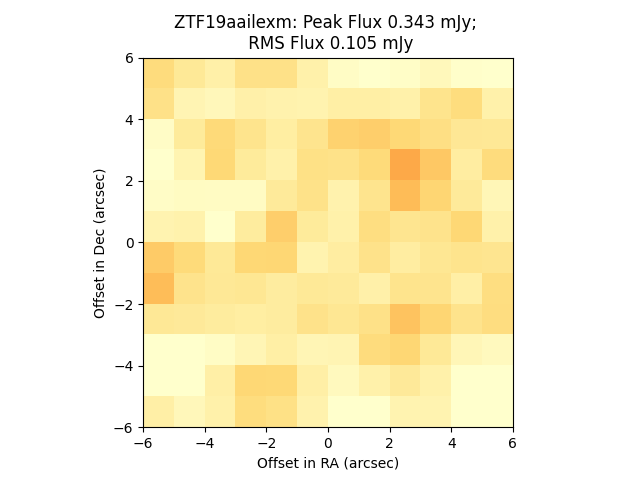 ZTF19aailexm: Peak Flux 0.343 mJy;
RMS Flux 0.105 mJy
6
4
2
0
−2
−4
−6
Offset in Dec (arcsec)
−6 −4 −2 0 2 4 6
Offset in RA (arcsec)